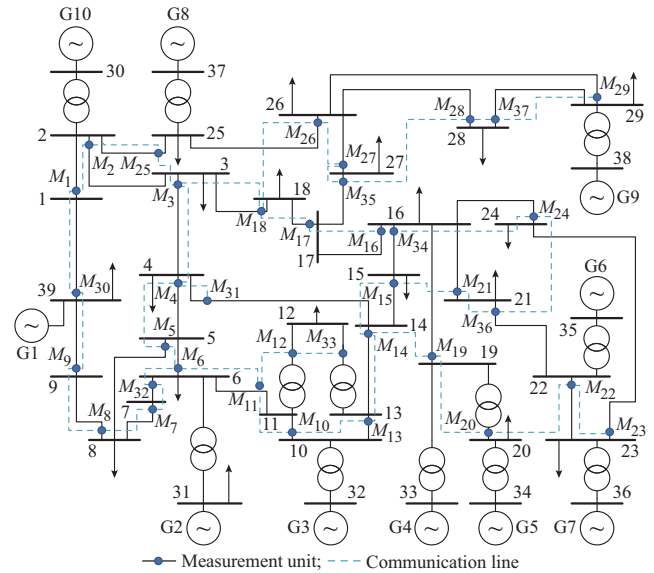 G10 G8
30 37
26 M29
2 25 M28 M37 29
M2 M25 3 M26 M27 27 28 38
M1 M3 18 M35 G9
1 M18 M17 16 24 M24
17 M16 M34
39 M30 4 15 M21 G6
M4 M31 M15 21
G1 12 14 M36 35
M5 5 M12 M33 M14 M19 19
M9 M6 6 22 M22
9 M32 M11
M8 7 M7 11 M10 13 M20 M23
8 10 M13 20 23
31 32 33 34 36
G2 G3 G4 G5 G7
Measurement unit; Communication line